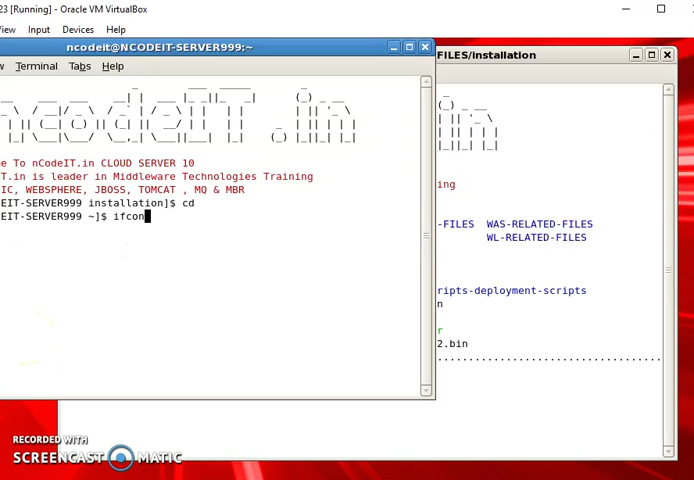 23 [Running] - Oracle VM VirtualBox
View Input Devices Help
ncodeit@NCODEIT-SERVER999:~
FILES/installation
w Terminal Tabs Help
e To nCodeIT.in CLOUD SERVER 10
IT.in is leader in Middleware Technologies Training
IC, WEBSPHERE, JBOSS, TOMCAT , MQ & MBR
EIT-SERVER999 installation]$ cd
EIT-SERVER999 ~]$ ifcon
ing
-FILES WAS-RELATED-FILES
WL-RELATED-FILES
ripts-deployment-scripts
n
r
2.bin
RECORDED WITH
SCREENCAST MATIC